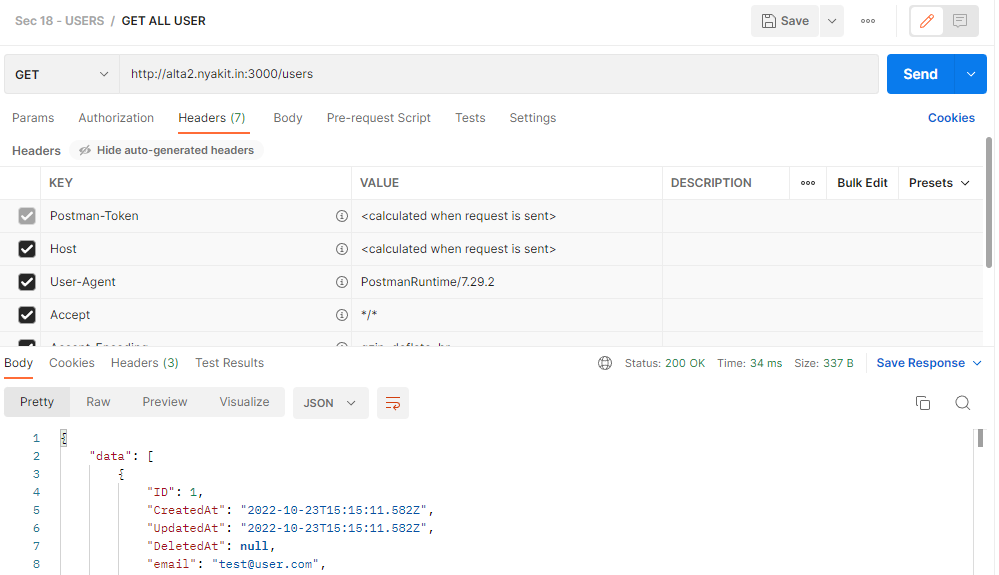 Sec 18 - USERS / GET ALL USER
Save
GET
http://alta2.nyakit.in:3000/users
Send
Params Authorization Headers (7) Body Pre-request Script Tests Settings Cookies
Headers Hide auto-generated headers
KEY VALUE DESCRIPTION Bulk Edit Presets
Postman-Token <calculated when request is sent>
Host <calculated when request is sent>
User-Agent PostmanRuntime/7.29.2
Accept */*
Accept-Encoding gzip, deflate, br
Body Cookies Headers (3) Test Results Status: 200 OK Time: 34 ms Size: 337 B Save Response
Pretty Raw Preview Visualize JSON
1 {
2 "data": [
3 {
4 "ID": 1,
5 "CreatedAt": "2022-10-23T15:15:11.582Z",
6 "UpdatedAt": "2022-10-23T15:15:11.582Z",
7 "DeletedAt": null,
8 "email": "test@user.com",